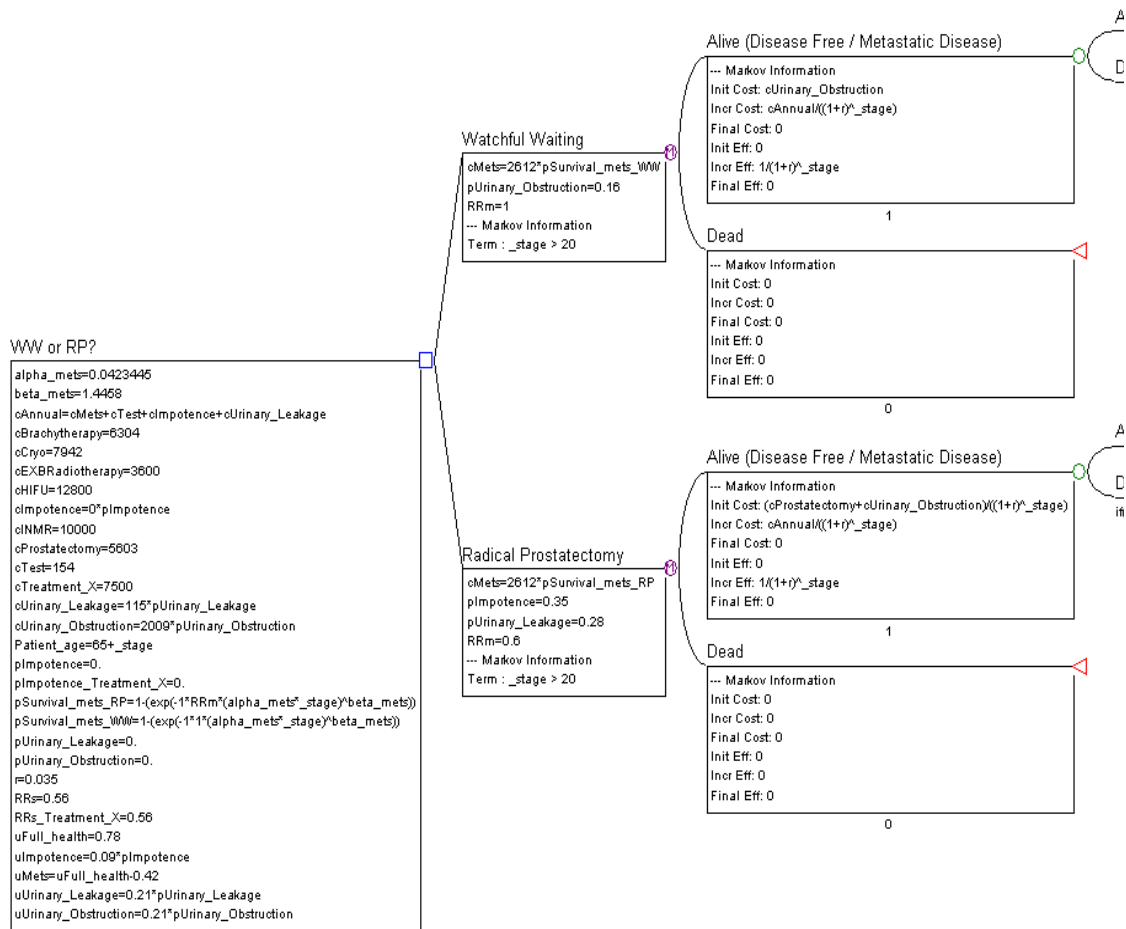 WW or RP?
alpha_mets=0.0423445
beta_mets=1.4458
cAnnual=cMets+cTest+cImpotence+cUrinary_Leakage
cBrachytherapy=6304
cCryo=7942
cEXBRadiotherapy=3600
cHIFU=12800
cImpotence=0*pImpotence
cINMR=10000
cProstatectomy=5603
cTest=154
cTreatment_X=7500
cUrinary_Leakage=115*pUrinary_Leakage
cUrinary_Obstruction=2009*pUrinary_Obstruction
Patient_age=65+_stage
pImpotence=0.
pImpotence_Treatment_X=0.
pSurvival_mets_RP=1-(exp(-1*RRm*(alpha_mets*_stage)^beta_mets))
pSurvival_mets_WW=1-(exp(-1*1*(alpha_mets*_stage)^beta_mets))
pUrinary_Leakage=0.
pUrinary_Obstruction=0.
r=0.035
RRs=0.56
RRs_Treatment_X=0.56
uFull_health=0.78
uImpotence=0.09*pImpotence
uMets=uFull_health-0.42
uUrinary_Leakage=0.21*pUrinary_Leakage
uUrinary_Obstruction=0.21*pUrinary_Obstruction
Watchful Waiting
cMets=2612*pSurvival_mets_WW
pUrinary_Obstruction=0.16
RRm=1
--- Markov Information
Term : _stage > 20
M
Alive (Disease Free / Metastatic Disease)
--- Markov Information
Init Cost: cUrinary_Obstruction
Incr Cost: cAnnual/((1+r)^_stage)
Final Cost: 0
Init Eff: 0
Incr Eff: 1/(1+r)^_stage
Final Eff: 0
1
A
D
Dead
--- Markov Information
Init Cost: 0
Incr Cost: 0
Final Cost: 0
Init Eff: 0
Incr Eff: 0
Final Eff: 0
0
Radical Prostatectomy
cMets=2612*pSurvival_mets_RP
pImpotence=0.35
pUrinary_Leakage=0.28
RRm=0.6
--- Markov Information
Term : _stage > 20
M
Alive (Disease Free / Metastatic Disease)
--- Markov Information
Init Cost: (cProstatectomy+cUrinary_Obstruction)/((1+r)^_stage)
Incr Cost: cAnnual/((1+r)^_stage)
Final Cost: 0
Init Eff: 0
Incr Eff: 1/(1+r)^_stage
Final Eff: 0
1
A
D
Dead
--- Markov Information
Init Cost: 0
Incr Cost: 0
Final Cost: 0
Init Eff: 0
Incr Eff: 0
Final Eff: 0
0